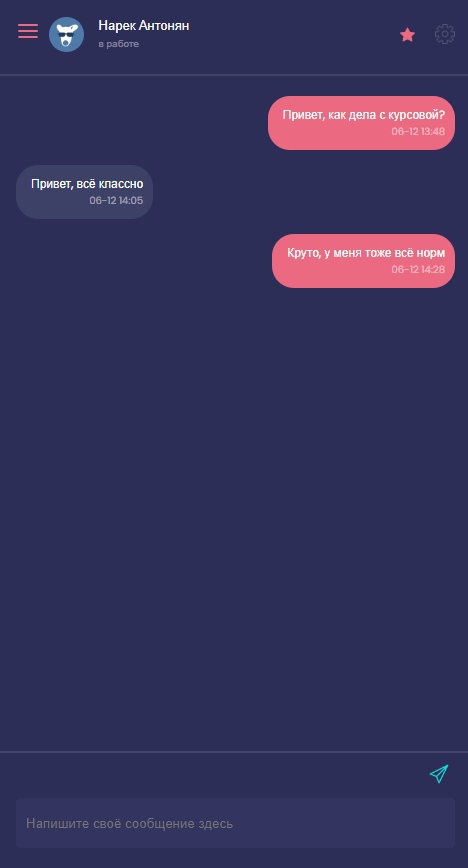 Нарек Антонян
в работе
Привет, как дела с курсовой?
06-12 13:48
Привет, всё классно
06-12 14:05
Круто, у меня тоже всё норм
06-12 14:28
Напишите своё сообщение здесь